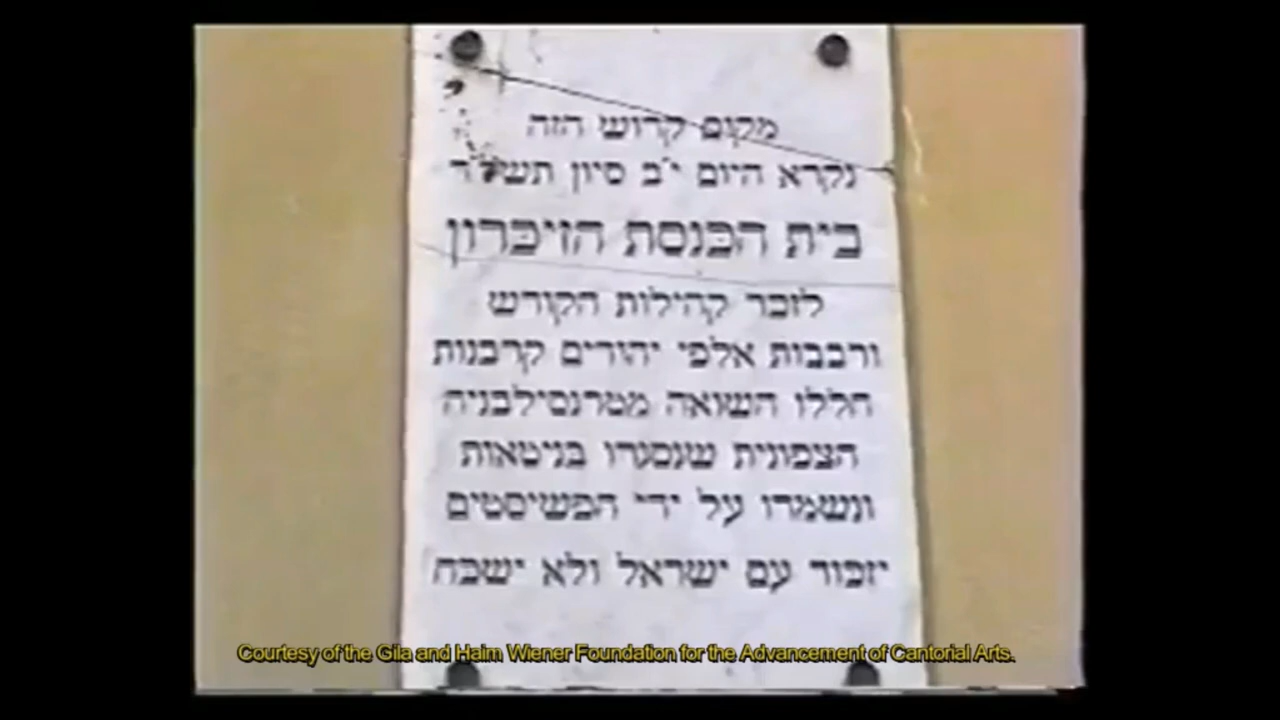 מקום קדוש הזה
נקרא היום י"ב סיון תשל"ד
בית הכנסת הזיכרון
לזכר קהילות הקודש
ורבבות אלפי יהודים קרבנות
חללו השואה מטרנסילבניה
הצפונית שנסגרו בגיטאות
ונשמדו על ידי הפשיסטים
יזכור עם ישראל ולא ישכח
Courtesy of the Gila and Haim Wiener Foundation for the Advancement of Cantorial Arts.